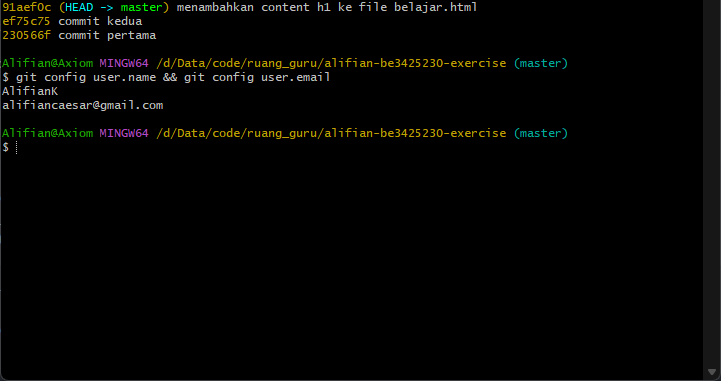 91aef0c (HEAD -> master) menambahkan content h1 ke file belajar.html
ef75c75 commit kedua
230566f commit pertama
Alifian@Axiom MINGW64 /d/Data/code/ruang_guru/alifian-be3425230-exercise (master)
$ git config user.name && git config user.email
AlifianK
alifiancaesar@gmail.com
Alifian@Axiom MINGW64 /d/Data/code/ruang_guru/alifian-be3425230-exercise (master)
$